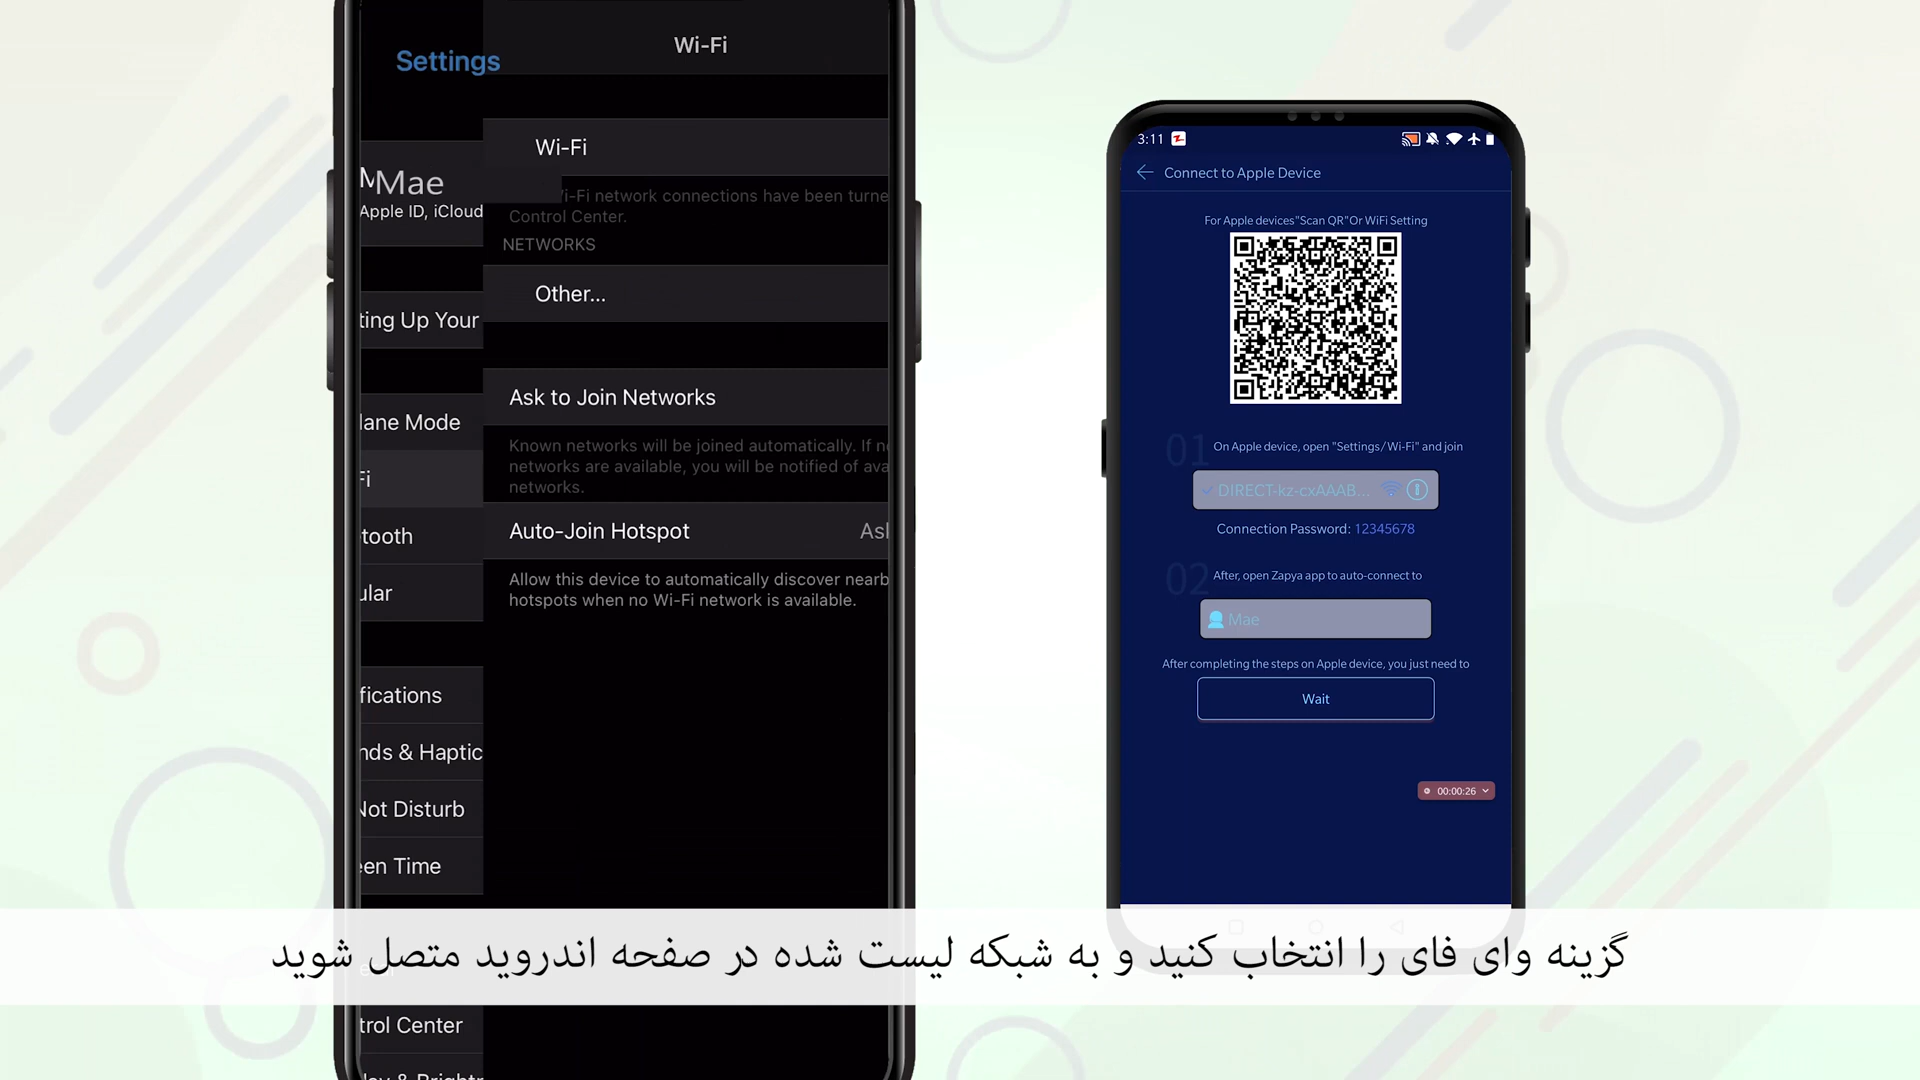 Settings
Mae
Apple ID, iCloud
ting Up Your
lane Mode
Fi
tooth
ular
fications
nds & Haptic
Not Disturb
een Time
trol Center
Wi-Fi
Wi-Fi
i-Fi network connections have been turne
Control Center.
NETWORKS
Other...
Ask to Join Networks
Known networks will be joined automatically. If n
networks are available, you will be notified of ava
networks.
Auto-Join Hotspot Ask
Allow this device to automatically discover nearb
hotspots when no Wi-Fi network is available.
3:11
Connect to Apple Device
For Apple devices"Scan QR"Or WiFi Setting
01 On Apple device, open "Settings/Wi-Fi" and join
DIRECT-kz-cxAAAB...
Connection Password: 12345678
02 After, open Zapya app to auto-connect to
Mae
After completing the steps on Apple device, you just need to
Wait
00:00:26
گزینه وای فای را انتخاب کنید و به شبکه لیست شده در صفحه اندروید متصل شوید